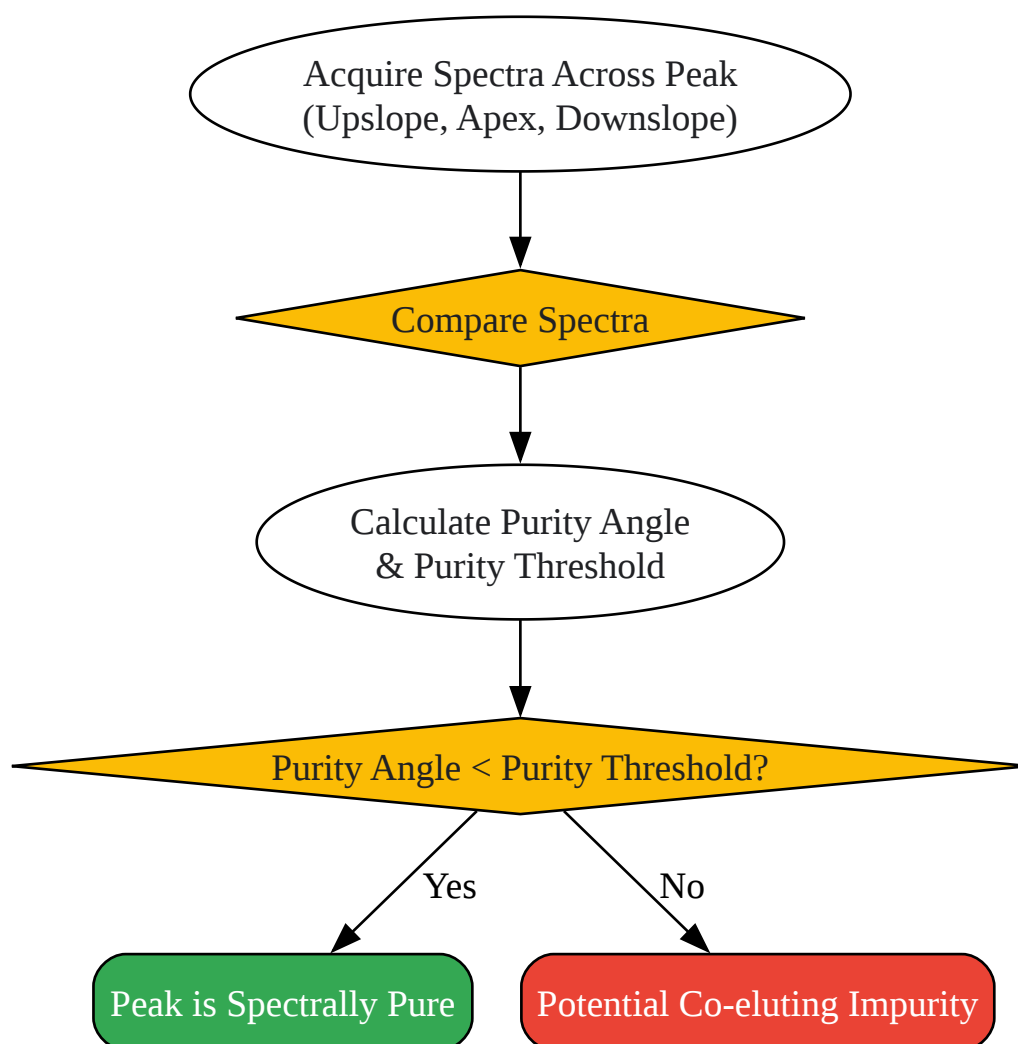 Acquire Spectra Across Peak
(Upslope, Apex, Downslope)
Compare Spectra
Calculate Purity Angle
& Purity Threshold
Purity Angle < Purity Threshold?
Yes
No
Peak is Spectrally Pure
Potential Co-eluting Impurity